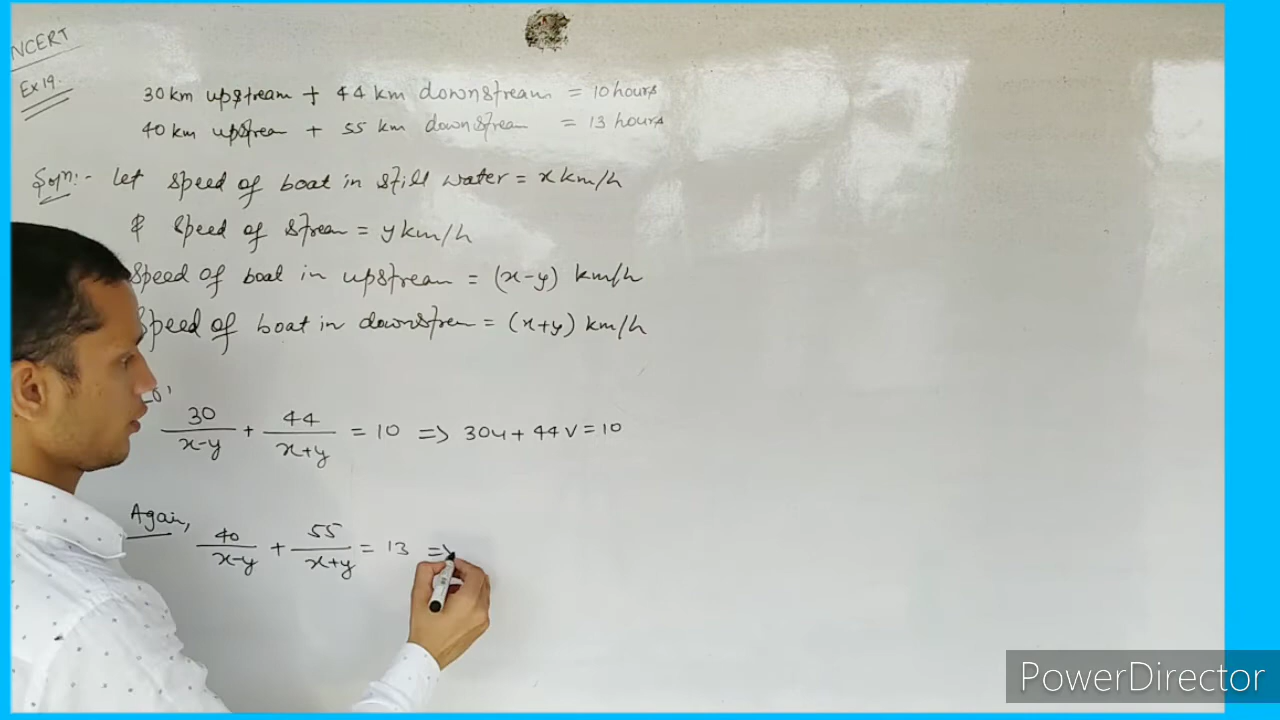 NCERT
Ex 19.
30 km upstream + 44 km downstream = 10 hours
40 km upstream + 55 km downstream = 13 hours
Soln:- Let speed of boat in still water = x km/h
& speed of stream = y km/h
Speed of boat in upstream = (x-y) km/h
Speed of boat in downstream = (x+y) km/h
30/(x-y) + 44/(x+y) = 10 => 30u + 44v = 10
Again, 40/(x-y) + 55/(x+y) = 13 =>
PowerDirector